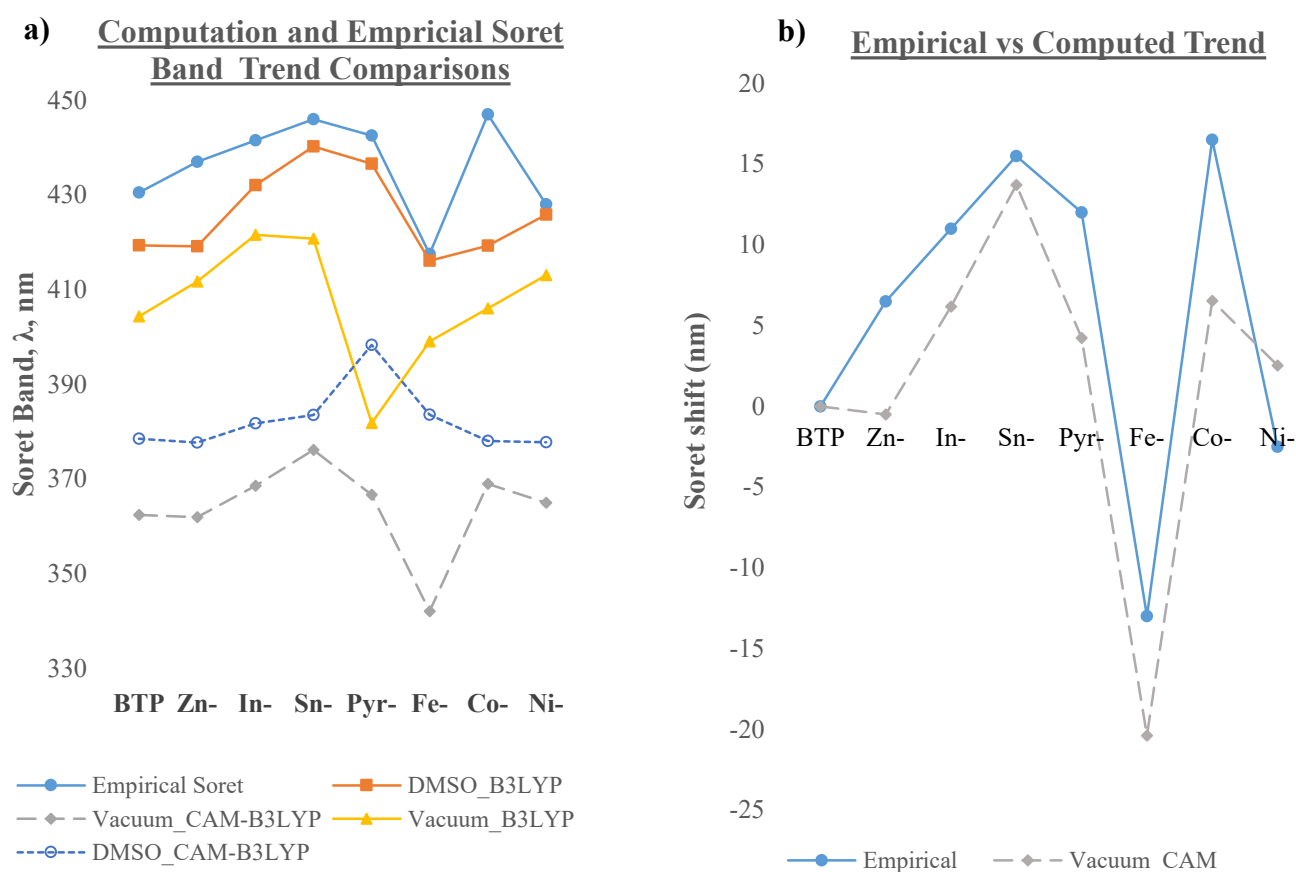 a)
Computation and Empricial Soret
Band Trend Comparisons
Soret Band, λ, nm
450
430
410
390
370
350
330
BTP Zn- In- Sn- Pyr- Fe- Co- Ni-
Empirical Soret
DMSO_B3LYP
Vacuum_CAM-B3LYP
Vacuum_B3LYP
DMSO_CAM-B3LYP
b)
Empirical vs Computed Trend
Soret shift (nm)
20
15
10
5
0
BTP Zn- In- Sn- Pyr- Fe- Co- Ni-
-5
-10
-15
-20
-25
Empirical
Vacuum CAM